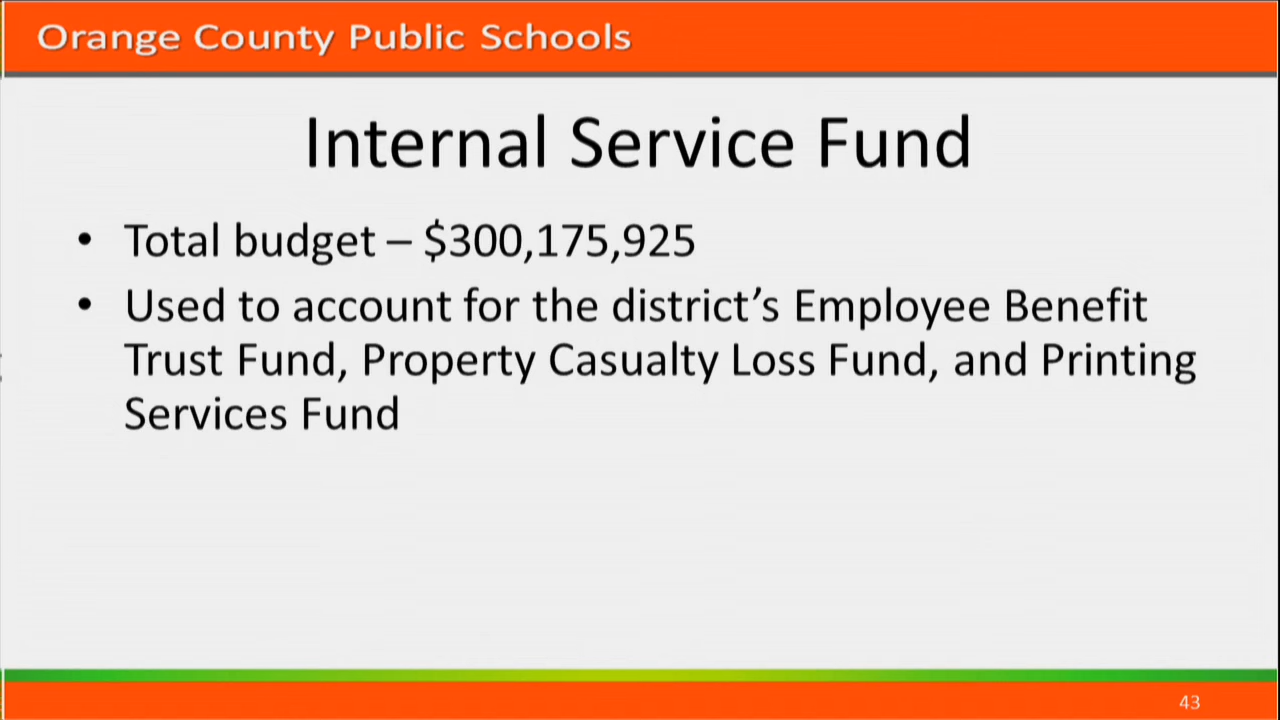 Orange County Public Schools
Internal Service Fund
• Total budget – $300,175,925
• Used to account for the district’s Employee Benefit
Trust Fund, Property Casualty Loss Fund, and Printing
Services Fund
43